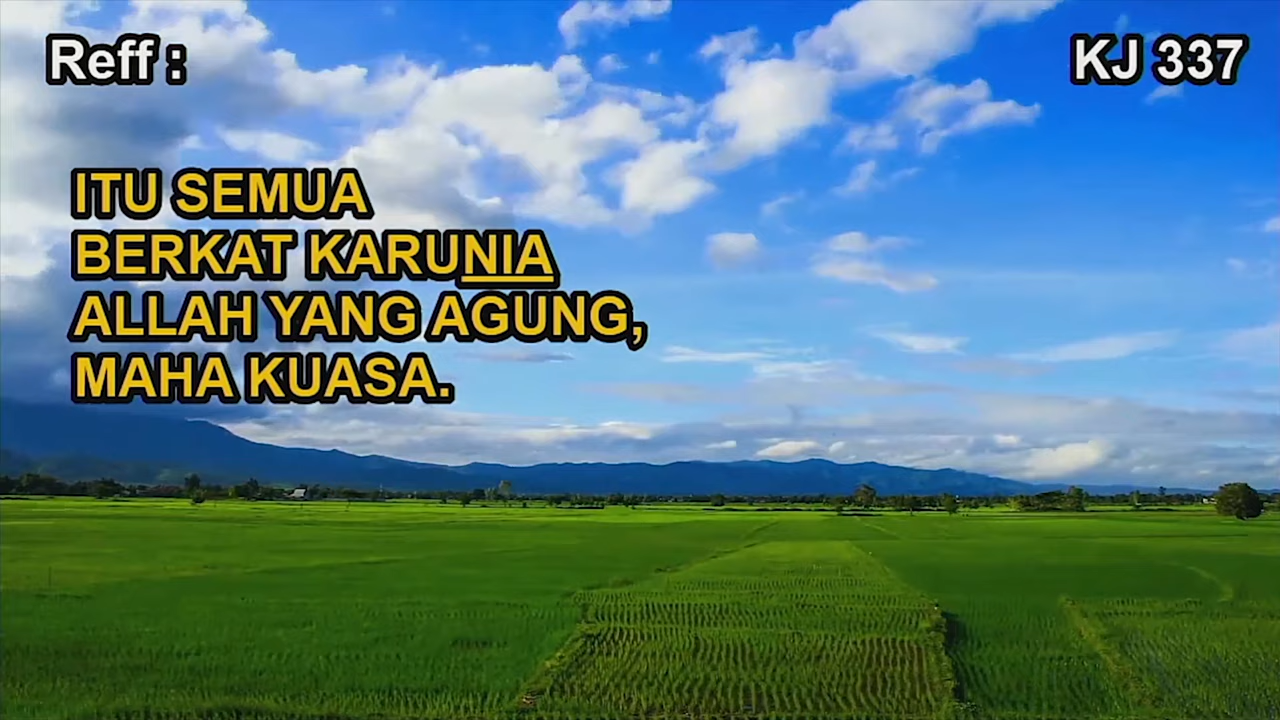 Reff :
KJ 337
ITU SEMUA
BERKAT KARUNIA
ALLAH YANG AGUNG,
MAHA KUASA.